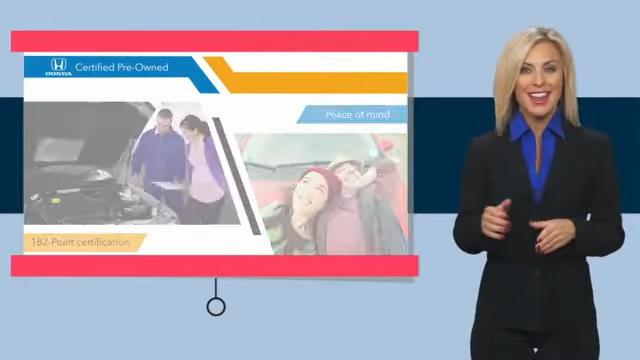 HONDA
Certified Pre-Owned
Peace of mind
182-Point certification